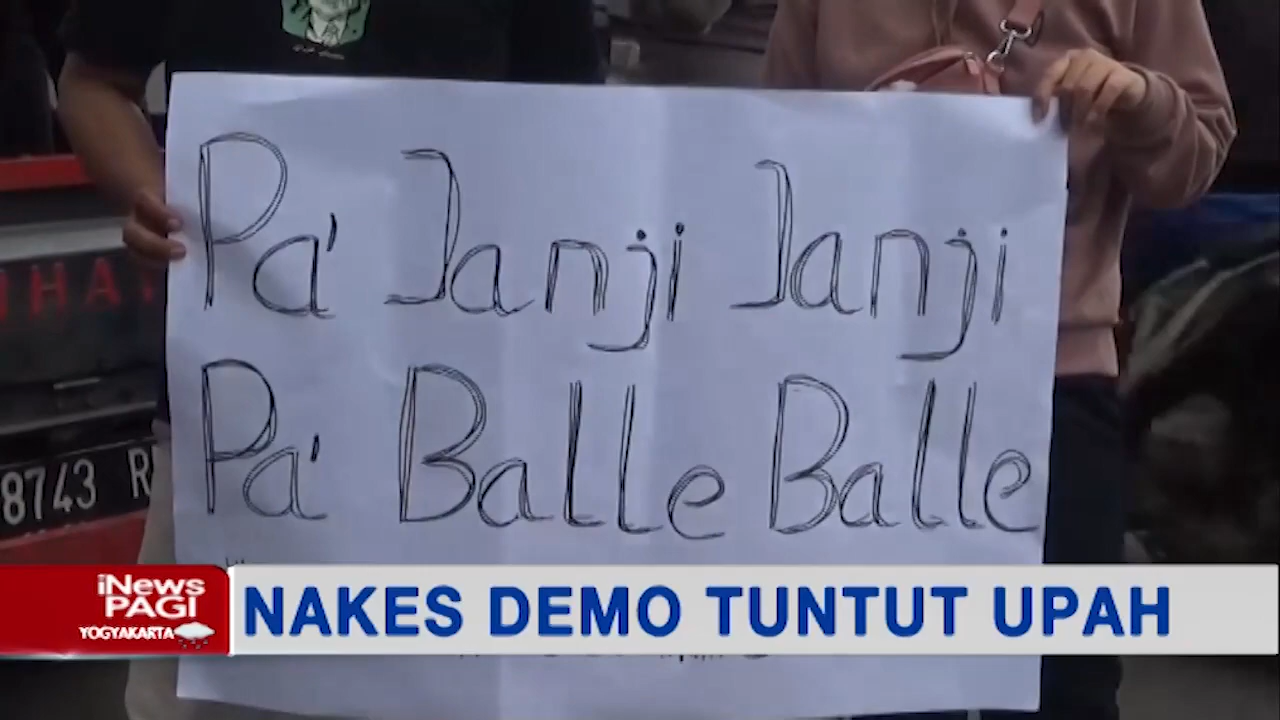 Pa' Janji Janji
Pa' Balle Balle
8743 R
iNews
PAGI
YOGYAKARTA
NAKES DEMO TUNTUT UPAH